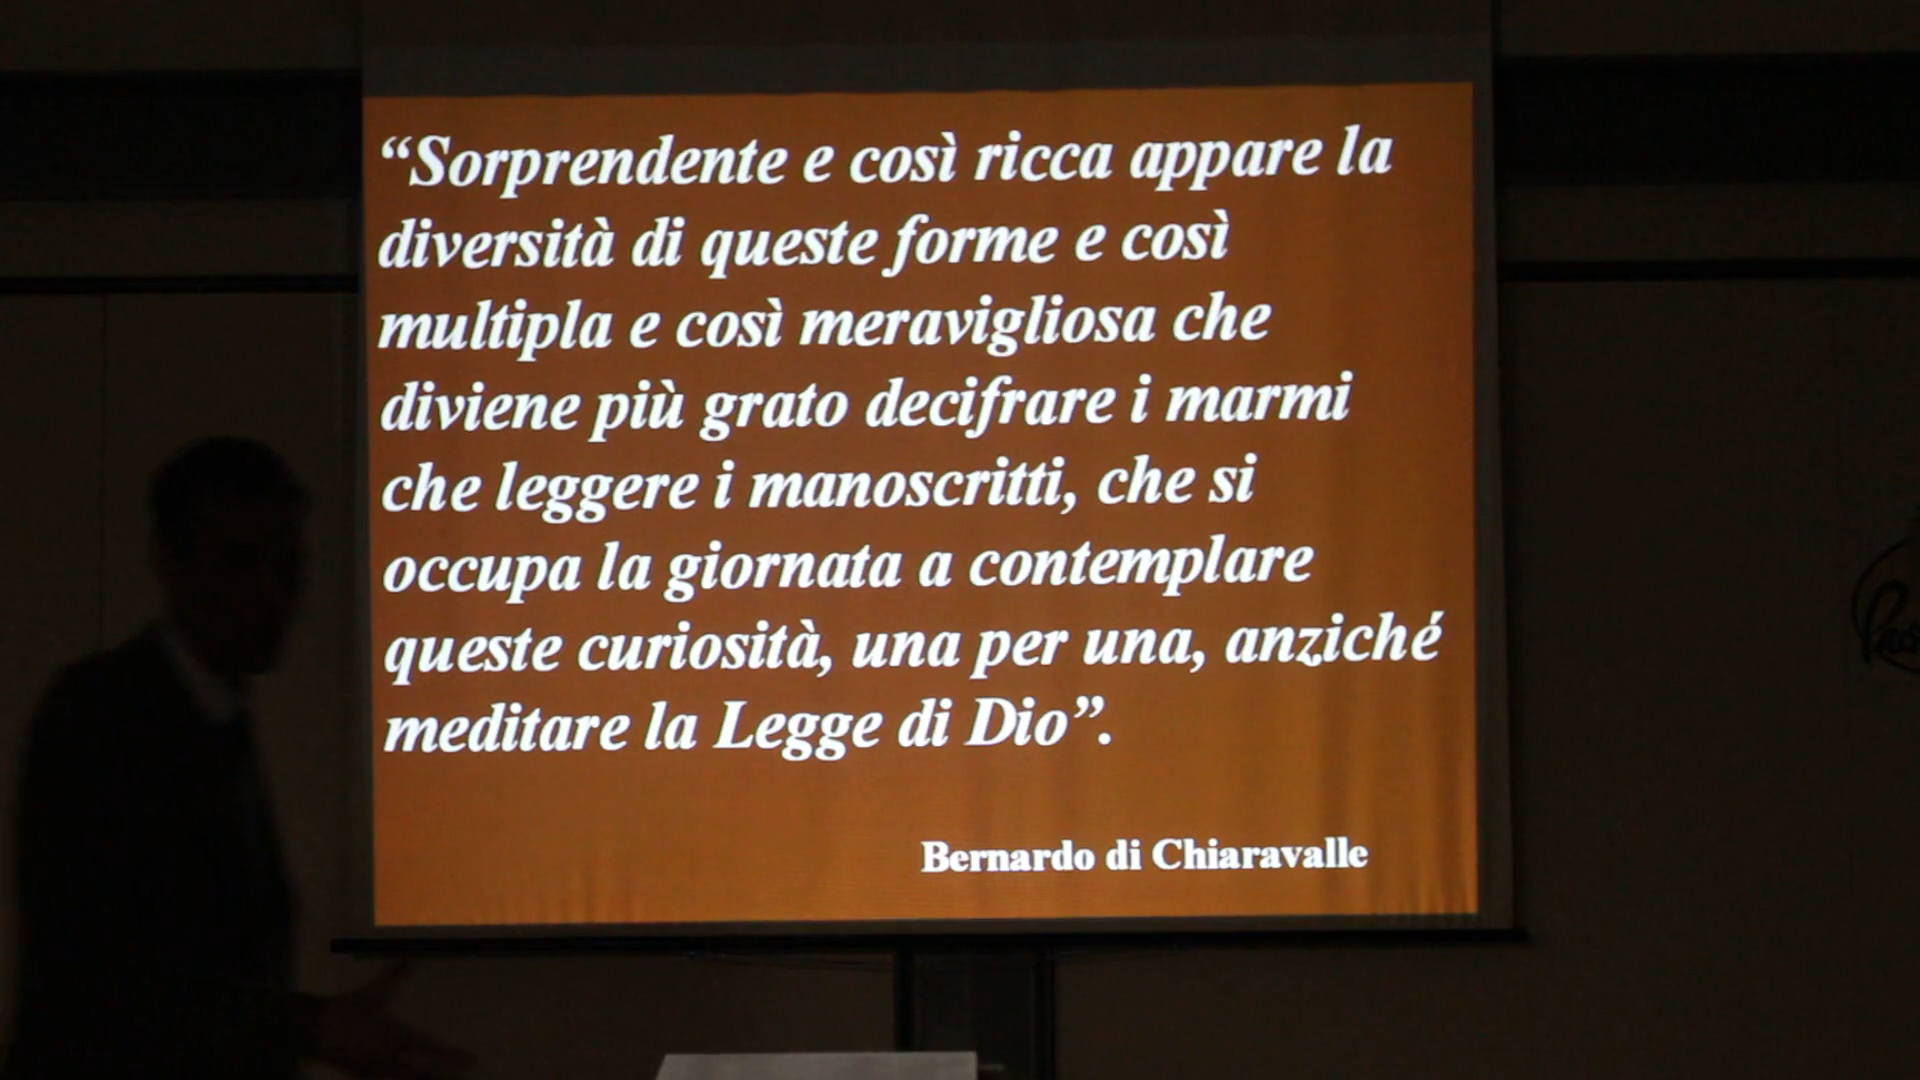 “Sorprendente e così ricca appare la
diversità di queste forme e così
multipla e così meravigliosa che
diviene più grato decifrare i marmi
che leggere i manoscritti, che si
occupa la giornata a contemplare
queste curiosità, una per una, anziché
meditare la Legge di Dio”.
Bernardo di Chiaravalle